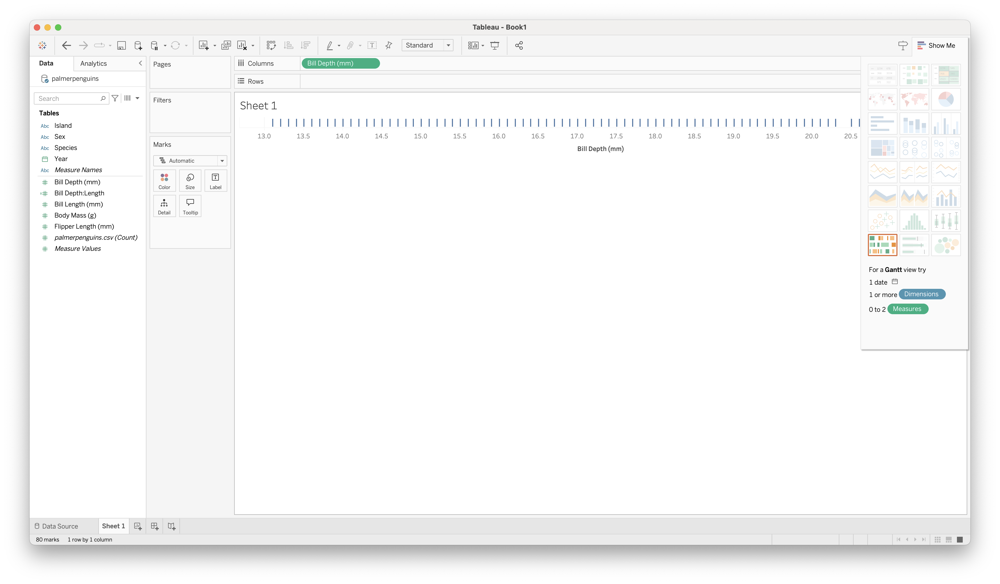 Tableau - Book1
Standard
Show Me
Data
Analytics
palmerpenguins
Search
Tables
Abc Island
Abc Sex
Abc Species
Year
Abc Measure Names
Bill Depth (mm)
Bill Depth:Length
Bill Length (mm)
Body Mass (g)
Flipper Length (mm)
palmerpenguins.csv (Count)
Measure Values
Pages
Filters
Marks
Automatic
Color
Size
Label
Detail
Tooltip
Columns
Bill Depth (mm)
Rows
Sheet 1
13.0 13.5 14.0 14.5 15.0 15.5 16.0 16.5 17.0 17.5 18.0 18.5 19.0 19.5 20.0 20.5
Bill Depth (mm)
For a Gantt view try
1 date
1 or more Dimensions
0 to 2 Measures
Data Source
Sheet 1
80 marks
1 row by 1 column